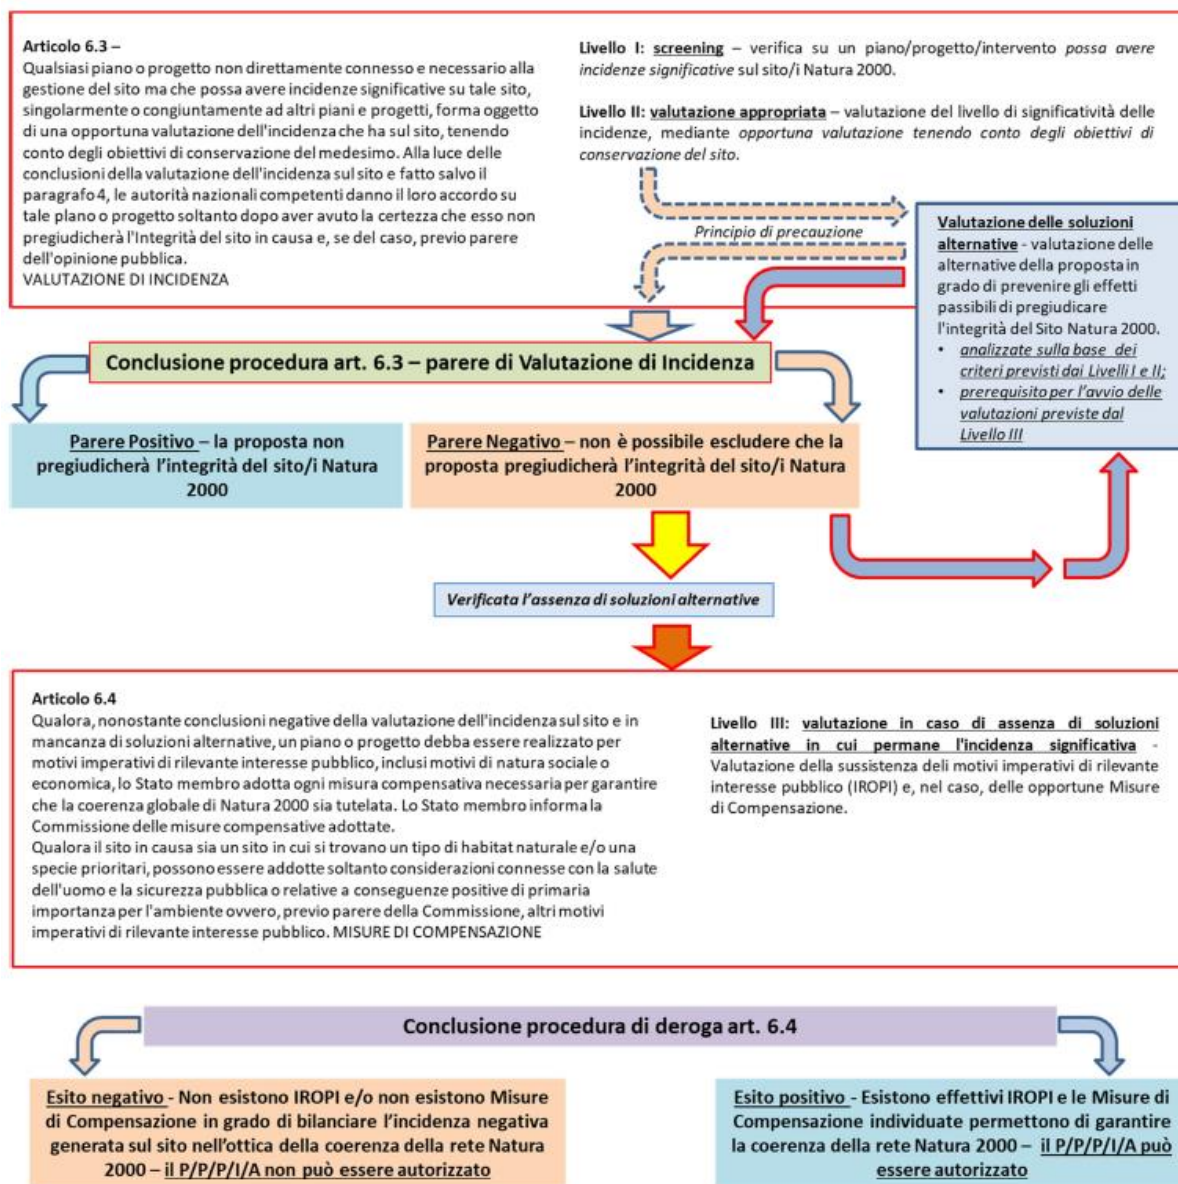 Articolo 6.3 –
Qualsiasi piano o progetto non direttamente connesso e necessario alla
gestione del sito ma che possa avere incidenze significative su tale sito,
singolarmente o congiuntamente ad altri piani e progetti, forma oggetto
di una opportuna valutazione dell'incidenza che ha sul sito, tenendo
conto degli obiettivi di conservazione del medesimo. Alla luce delle
conclusioni della valutazione dell'incidenza sul sito e fatto salvo il
paragrafo 4, le autorità nazionali competenti danno il loro accordo su
tale piano o progetto soltanto dopo aver avuto la certezza che esso non
pregiudicherà l'Integrità del sito in causa e, se del caso, previo parere
dell'opinione pubblica.
VALUTAZIONE DI INCIDENZA
Livello I: screening – verifica su un piano/progetto/intervento possa avere
incidenze significative sul sito/i Natura 2000.
Livello II: valutazione appropriata – valutazione del livello di significatività delle
incidenze, mediante opportuna valutazione tenendo conto degli obiettivi di
conservazione del sito.
Principio di precauzione
Valutazione delle soluzioni
alternative - valutazione delle
alternative della proposta in
grado di prevenire gli effetti
passibili di pregiudicare
l'integrità del Sito Natura 2000.
• analizzate sulla base dei
criteri previsti dai Livelli I e II;
• prerequisito per l'avvio delle
valutazioni previste dal
Livello III
Conclusione procedura art. 6.3 – parere di Valutazione di Incidenza
Parere Positivo – la proposta non
pregiudicherà l'integrità del sito/i Natura
2000
Parere Negativo – non è possibile escludere che la
proposta pregiudicherà l'integrità del sito/i Natura
2000
Verificata l'assenza di soluzioni alternative
Articolo 6.4
Qualora, nonostante conclusioni negative della valutazione dell'incidenza sul sito e in
mancanza di soluzioni alternative, un piano o progetto debba essere realizzato per
motivi imperativi di rilevante interesse pubblico, inclusi motivi di natura sociale o
economica, lo Stato membro adotta ogni misura compensativa necessaria per garantire
che la coerenza globale di Natura 2000 sia tutelata. Lo Stato membro informa la
Commissione delle misure compensative adottate.
Qualora il sito in causa sia un sito in cui si trovano un tipo di habitat naturale e/o una
specie prioritari, possono essere addotte soltanto considerazioni connesse con la salute
dell'uomo e la sicurezza pubblica o relative a conseguenze positive di primaria
importanza per l'ambiente ovvero, previo parere della Commissione, altri motivi
imperativi di rilevante interesse pubblico. MISURE DI COMPENSAZIONE
Livello III: valutazione in caso di assenza di soluzioni
alternative in cui permane l'incidenza significativa -
Valutazione della sussistenza deli motivi imperativi di rilevante
interesse pubblico (IROPI) e, nel caso, delle opportune Misure
di Compensazione.
Conclusione procedura di deroga art. 6.4
Esito negativo - Non esistono IROPI e/o non esistono Misure
di Compensazione in grado di bilanciare l'incidenza negativa
generata sul sito nell'ottica della coerenza della rete Natura
2000 – il P/P/P/I/A non può essere autorizzato
Esito positivo - Esistono effettivi IROPI e le Misure di
Compensazione individuate permettono di garantire
la coerenza della rete Natura 2000 – il P/P/P/I/A può
essere autorizzato